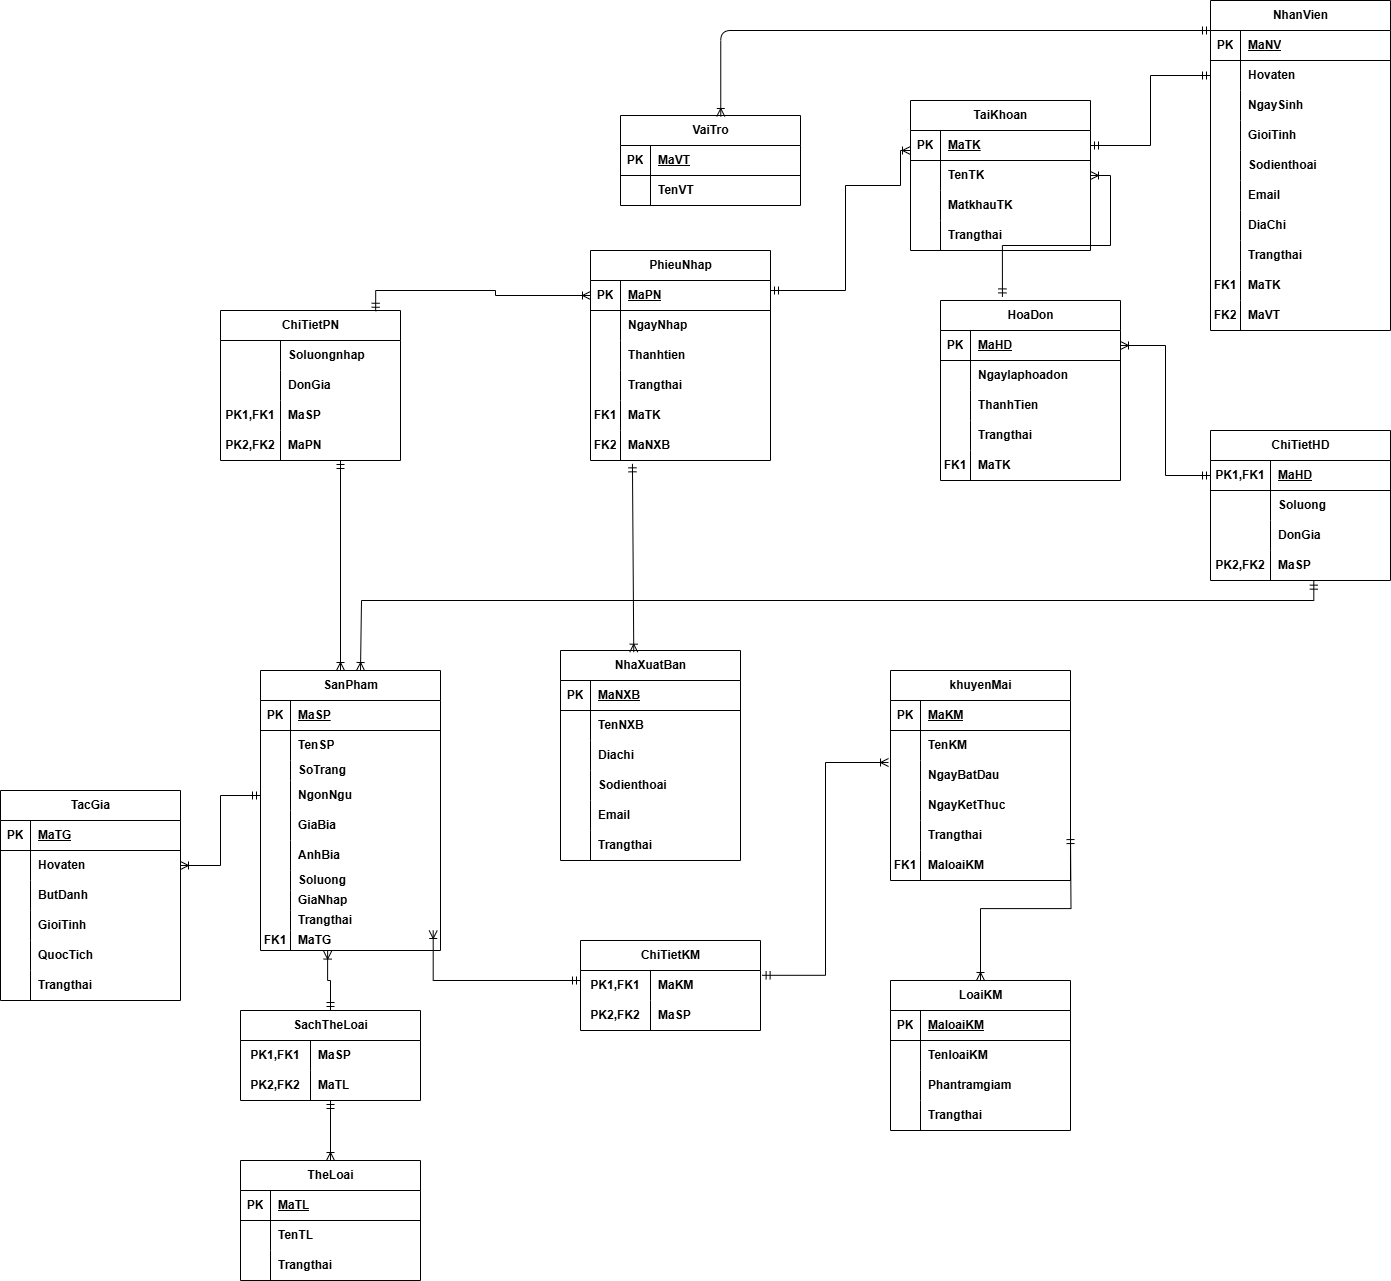 NhanVien
PK MaNV
Hovaten
NgaySinh
GioiTinh
Sodienthoai
Email
DiaChi
Trangthai
FK1 MaTK
FK2 MaVT
TaiKhoan
PK MaTK
TenTK
MatkhauTK
Trangthai
VaiTro
PK MaVT
TenVT
PhieuNhap
PK MaPN
NgayNhap
Thanhtien
Trangthai
FK1 MaTK
FK2 MaNXB
ChiTietPN
Soluongnhap
DonGia
PK1,FK1 MaSP
PK2,FK2 MaPN
HoaDon
PK MaHD
Ngaylaphoadon
ThanhTien
Trangthai
FK1 MaTK
ChiTietHD
PK1,FK1 MaHD
Soluong
DonGia
PK2,FK2 MaSP
SanPham
PK MaSP
TenSP
SoTrang
NgonNgu
GiaBia
AnhBia
Soluong
GiaNhap
Trangthai
FK1 MaTG
NhaXuatBan
PK MaNXB
TenNXB
Diachi
Sodienthoai
Email
Trangthai
khuyenMai
PK MaKM
TenKM
NgayBatDau
NgayKetThuc
Trangthai
FK1 MaloaiKM
TacGia
PK MaTG
Hovaten
ButDanh
GioiTinh
QuocTich
Trangthai
ChiTietKM
PK1,FK1 MaKM
PK2,FK2 MaSP
LoaiKM
PK MaloaiKM
TenloaiKM
Phantramgiam
Trangthai
SachTheLoai
PK1,FK1 MaSP
PK2,FK2 MaTL
TheLoai
PK MaTL
TenTL
Trangthai